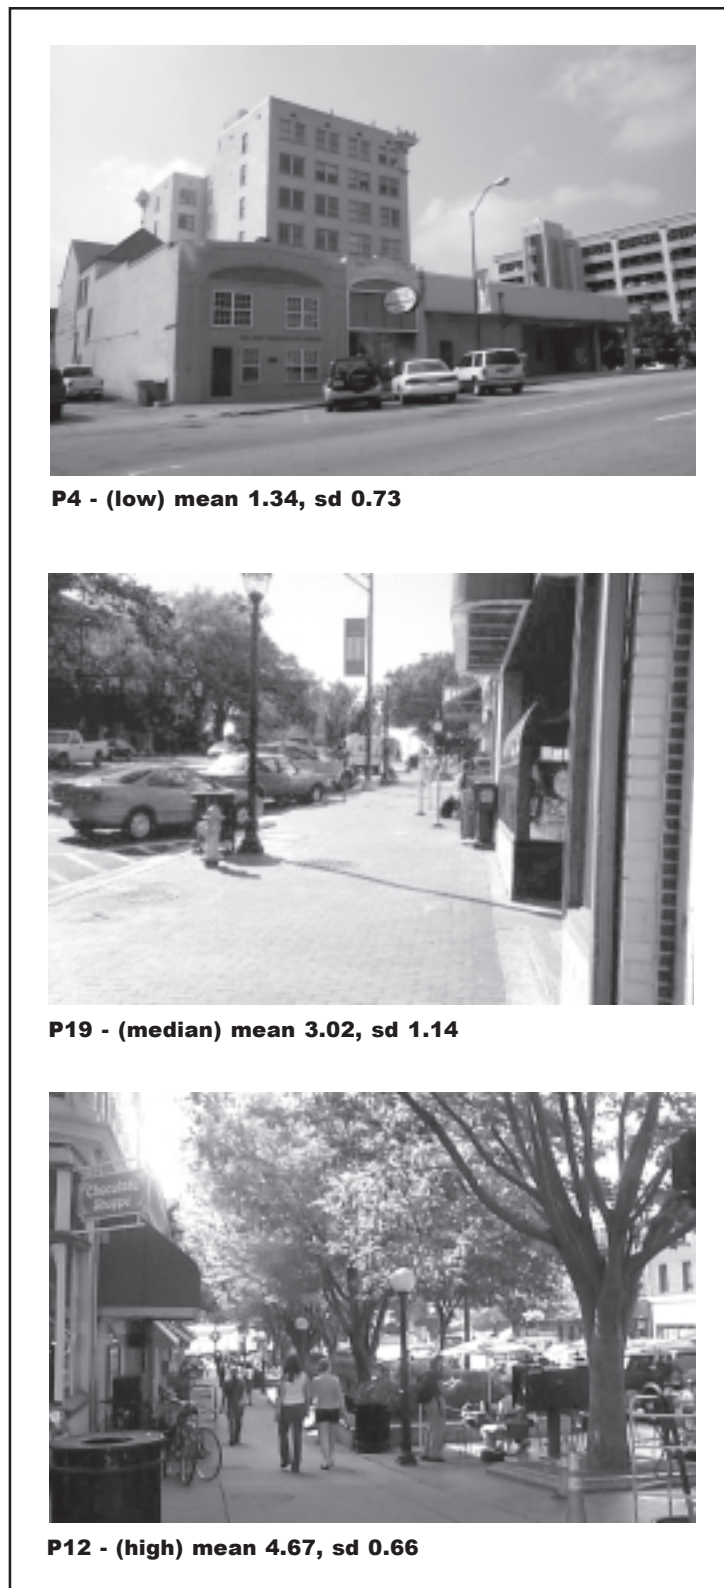 P4 - (low) mean 1.34, sd 0.73
P19 - (median) mean 3.02, sd 1.14
Chocolate
Shoppe
P12 - (high) mean 4.67, sd 0.66